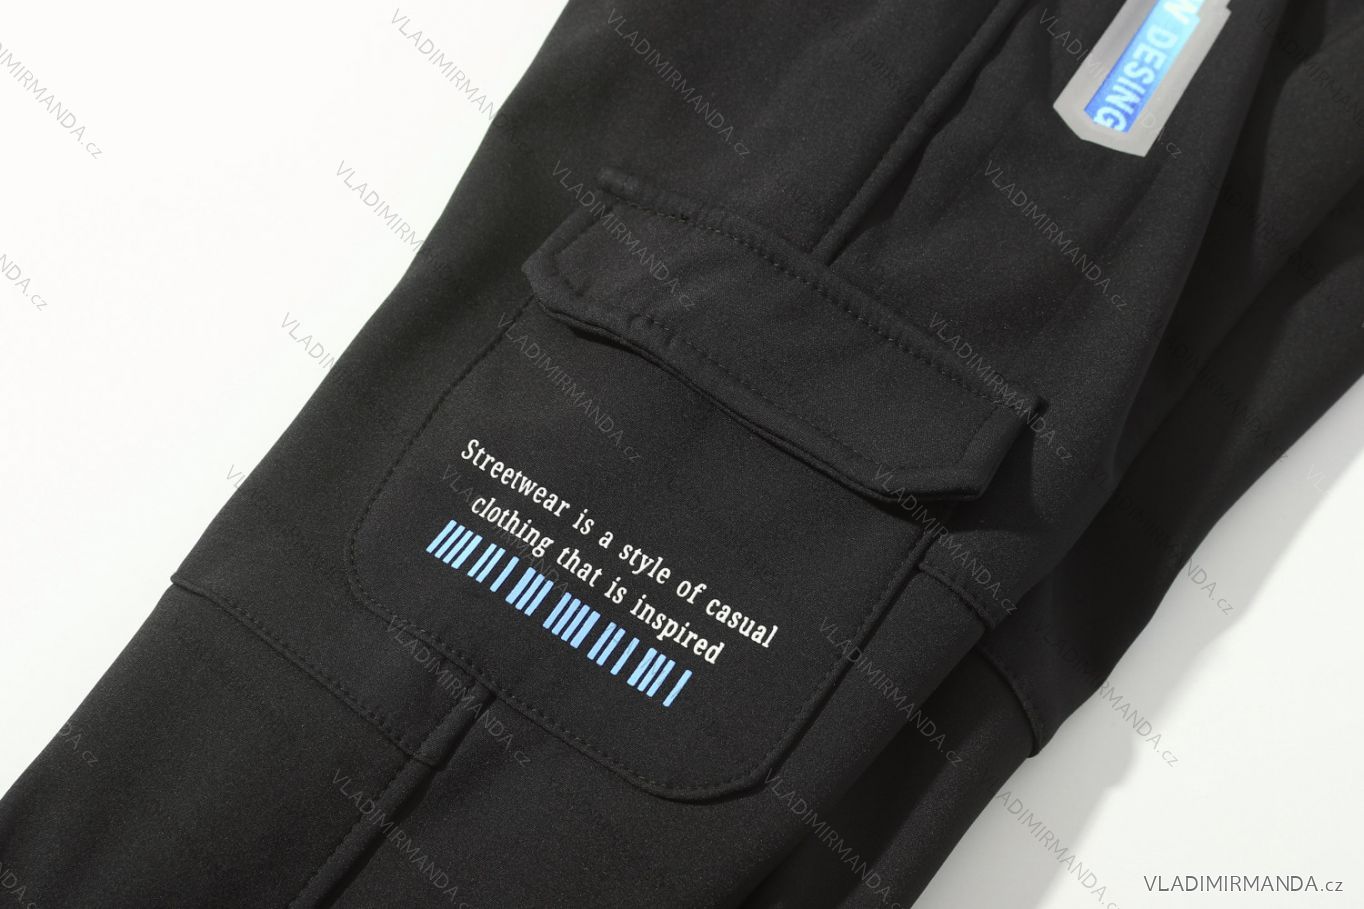 W DESING
Streetwear is a style of casual
clothing that is inspired
VLADIMIRMANDA.cz